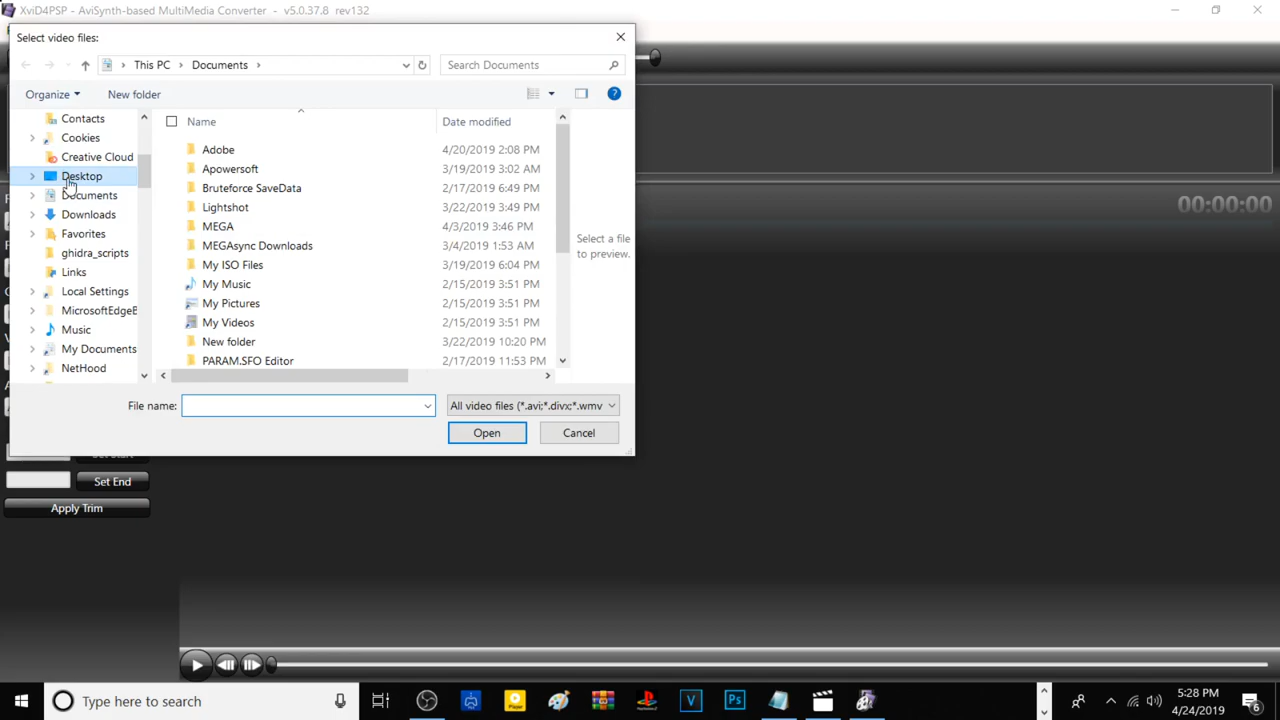 XviD4PSP - AviSynth-based MultiMedia Converter - v5.0.37.8 rev132
Select video files:
This PC > Documents >
Search Documents
Organize
New folder
Name
Date modified
Contacts
Cookies
Creative Cloud
Desktop
Documents
Downloads
Favorites
ghidra_scripts
Links
Local Settings
MicrosoftEdgeB
Music
My Documents
NetHood
Adobe 4/20/2019 2:08 PM
Apowersoft 3/19/2019 3:02 AM
Bruteforce SaveData 2/17/2019 6:49 PM
Lightshot 3/22/2019 3:49 PM
MEGA 4/3/2019 3:46 PM
MEGAsync Downloads 3/4/2019 1:53 AM
My ISO Files 3/19/2019 6:04 PM
My Music 2/15/2019 3:51 PM
My Pictures 2/15/2019 3:51 PM
My Videos 2/15/2019 3:51 PM
New folder 3/22/2019 10:20 PM
PARAM.SFO Editor 2/17/2019 11:53 PM
Select a file
to preview.
File name:
All video files (*.avi;*.divx;*.wmv
Open
Cancel
00:00:00
Set End
Apply Trim
Type here to search
V
Ps
5:28 PM
4/24/2019
6